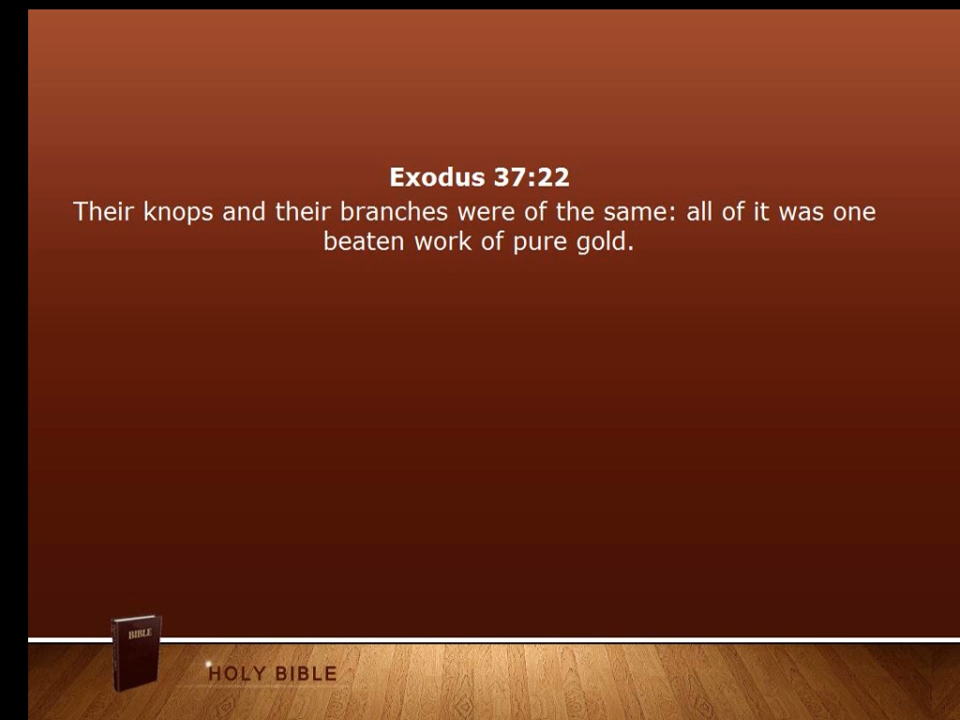 Exodus 37:22
Their knops and their branches were of the same: all of it was one
beaten work of pure gold.
BIBLE
HOLY BIBLE